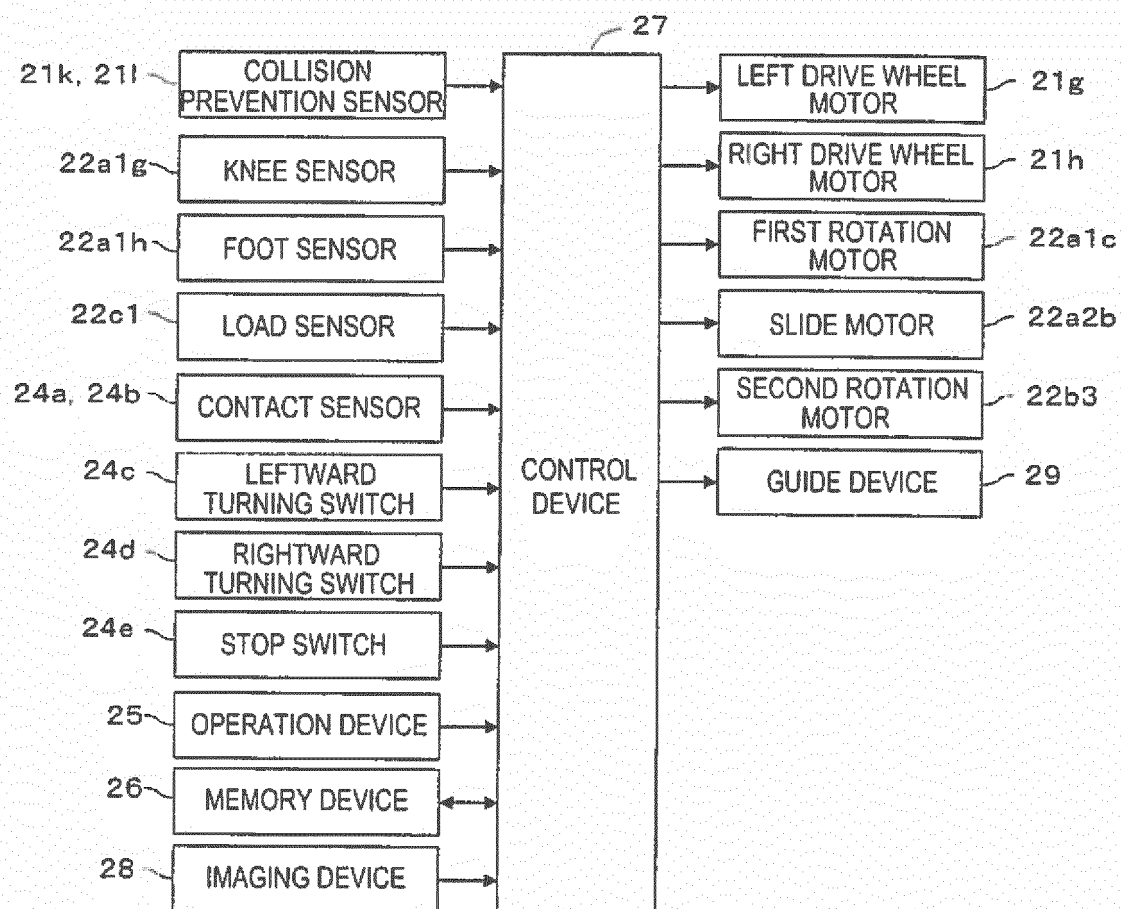 27
21k, 21l
COLLISION
PREVENTION SENSOR
22a1g
KNEE SENSOR
22a1h
FOOT SENSOR
22c1
LOAD SENSOR
24a, 24b
CONTACT SENSOR
24c
LEFTWARD
TURNING SWITCH
24d
RIGHTWARD
TURNING SWITCH
24e
STOP SWITCH
25
OPERATION DEVICE
26
MEMORY DEVICE
28
IMAGING DEVICE
CONTROL
DEVICE
LEFT DRIVE WHEEL
MOTOR
21g
RIGHT DRIVE WHEEL
MOTOR
21h
FIRST ROTATION
MOTOR
22a1c
SLIDE MOTOR
22a2b
SECOND ROTATION
MOTOR
22b3
GUIDE DEVICE
29